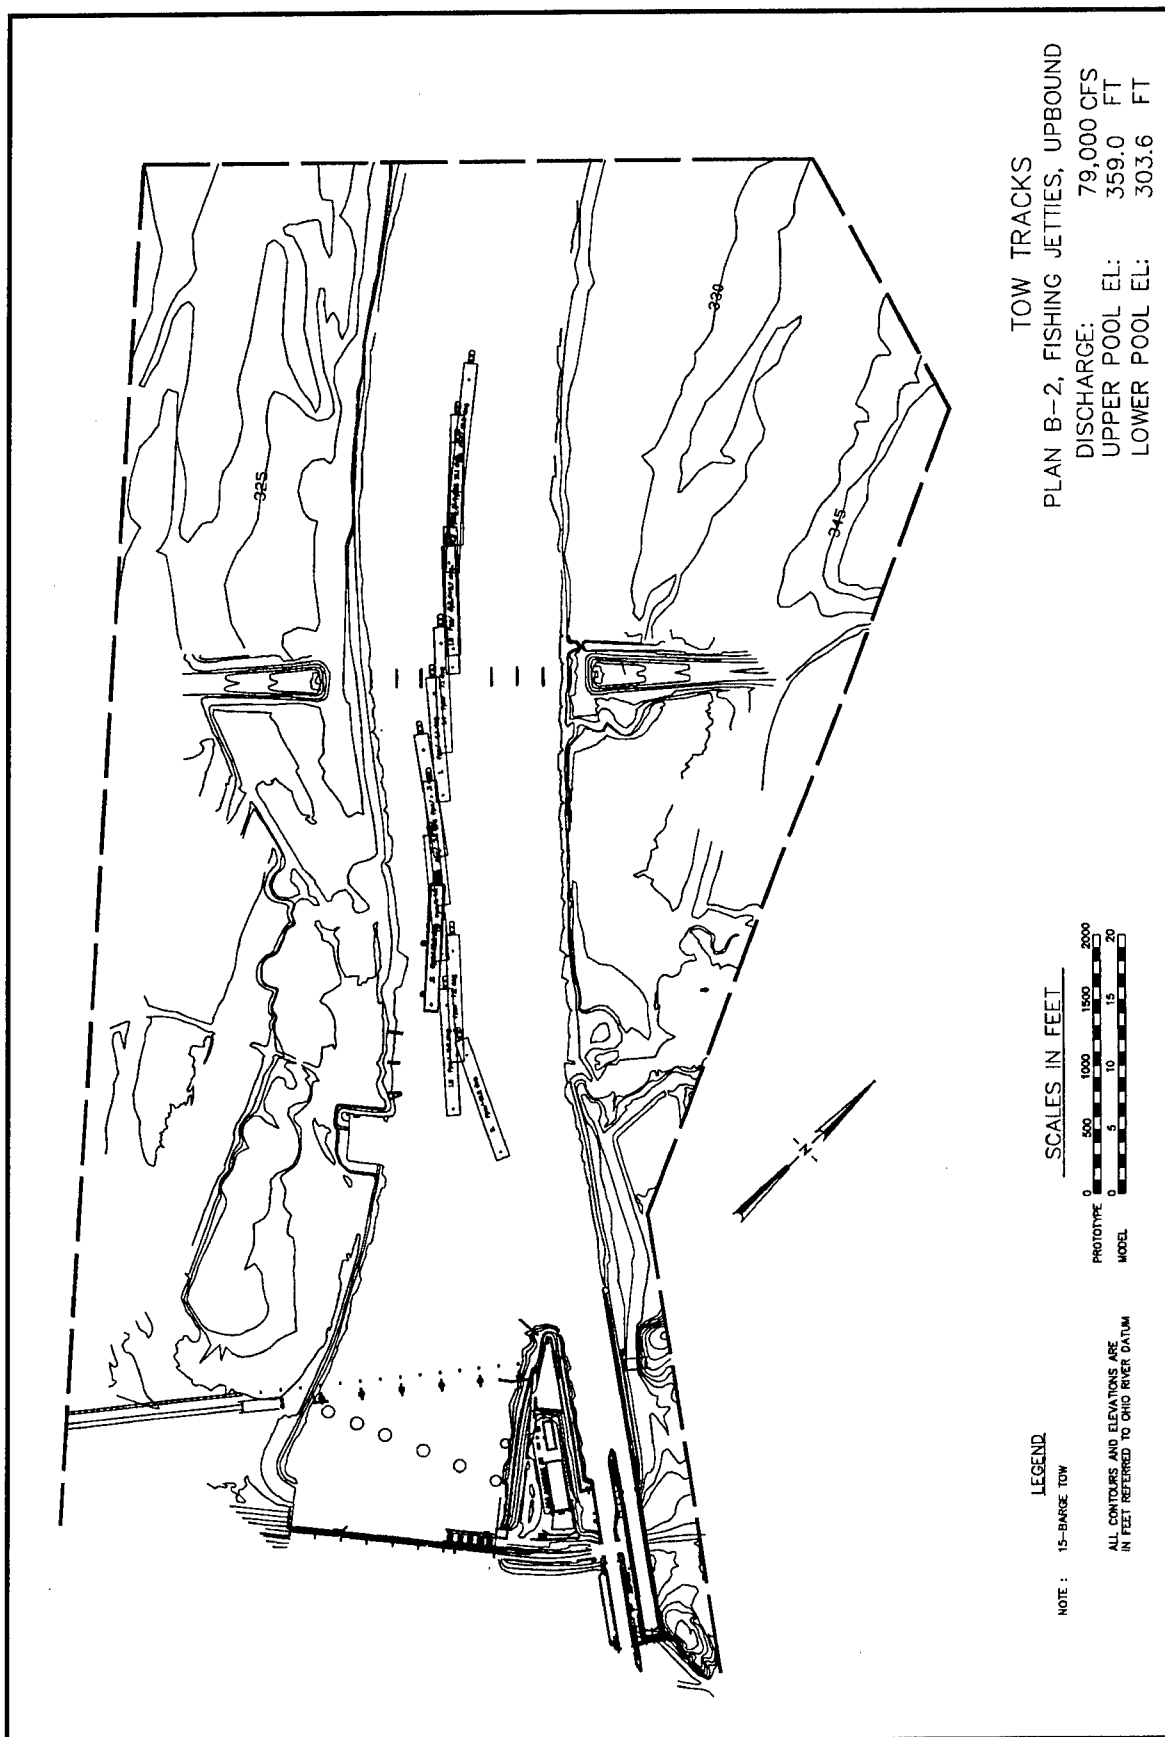 TOW TRACKS
PLAN B-2, FISHING JETTIES, UPBOUND
DISCHARGE: 79,000 CFS
UPPER POOL EL: 359.0 FT
LOWER POOL EL: 303.6 FT
325
330
345
N
SCALES IN FEET
PROTOTYPE 0 500 1000 1500 2000
MODEL 0 5 10 15 20
LEGEND
NOTE : 15-BARGE TOW
ALL CONTOURS AND ELEVATIONS ARE
IN FEET REFERRED TO OHIO RIVER DATUM